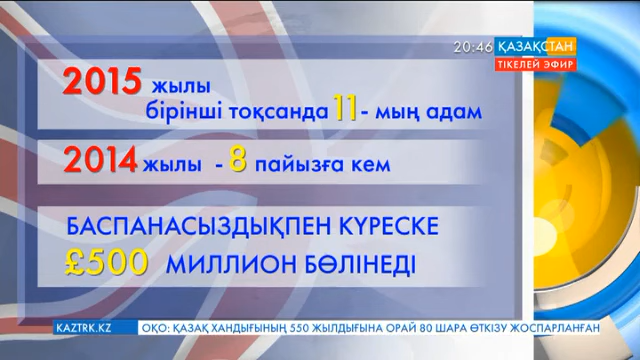 20:46 ҚАЗАҚСТАН
ТІКЕЛЕЙ ЭФИР
2015 жылы
бірінші тоқсанда 11- мың адам
2014 жылы - 8 пайызға кем
БАСПАНАСЫЗДЫҚПЕН КҮРЕСКЕ
£500 МИЛЛИОН БӨЛІНЕДІ
KAZTRK.KZ ОҚО: ҚАЗАҚ ХАНДЫҒЫНЫҢ 550 ЖЫЛДЫҒЫНА ОРАЙ 80 ШАРА ӨТКІЗУ ЖОСПАРЛАНҒАН